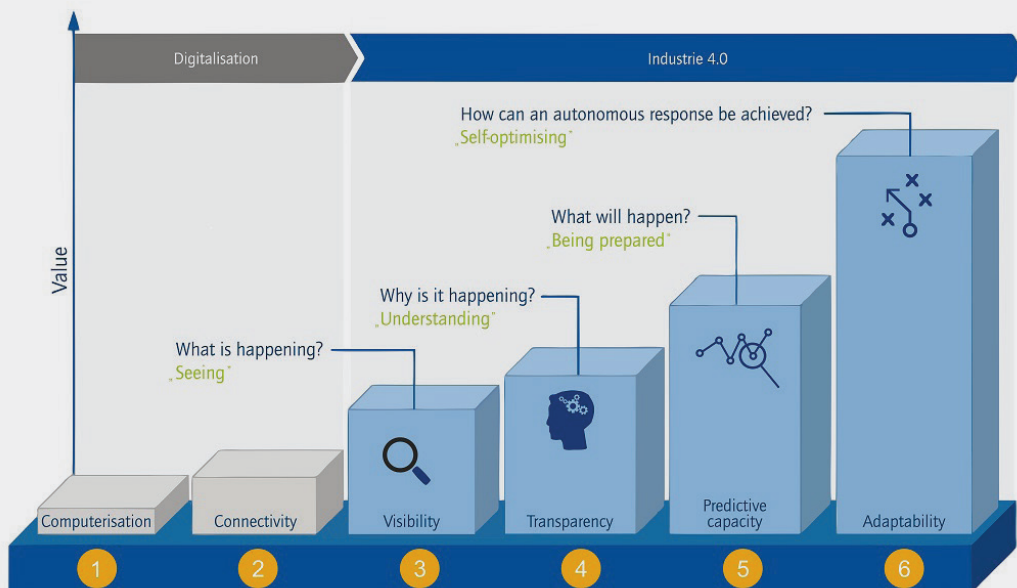 Digitalisation
Industrie 4.0
Value
How can an autonomous response be achieved?
„Self-optimising“
What will happen?
„Being prepared“
Why is it happening?
„Understanding“
What is happening?
„Seeing“
Computerisation
Connectivity
Visibility
Transparency
Predictive
capacity
Adaptability
1
2
3
4
5
6